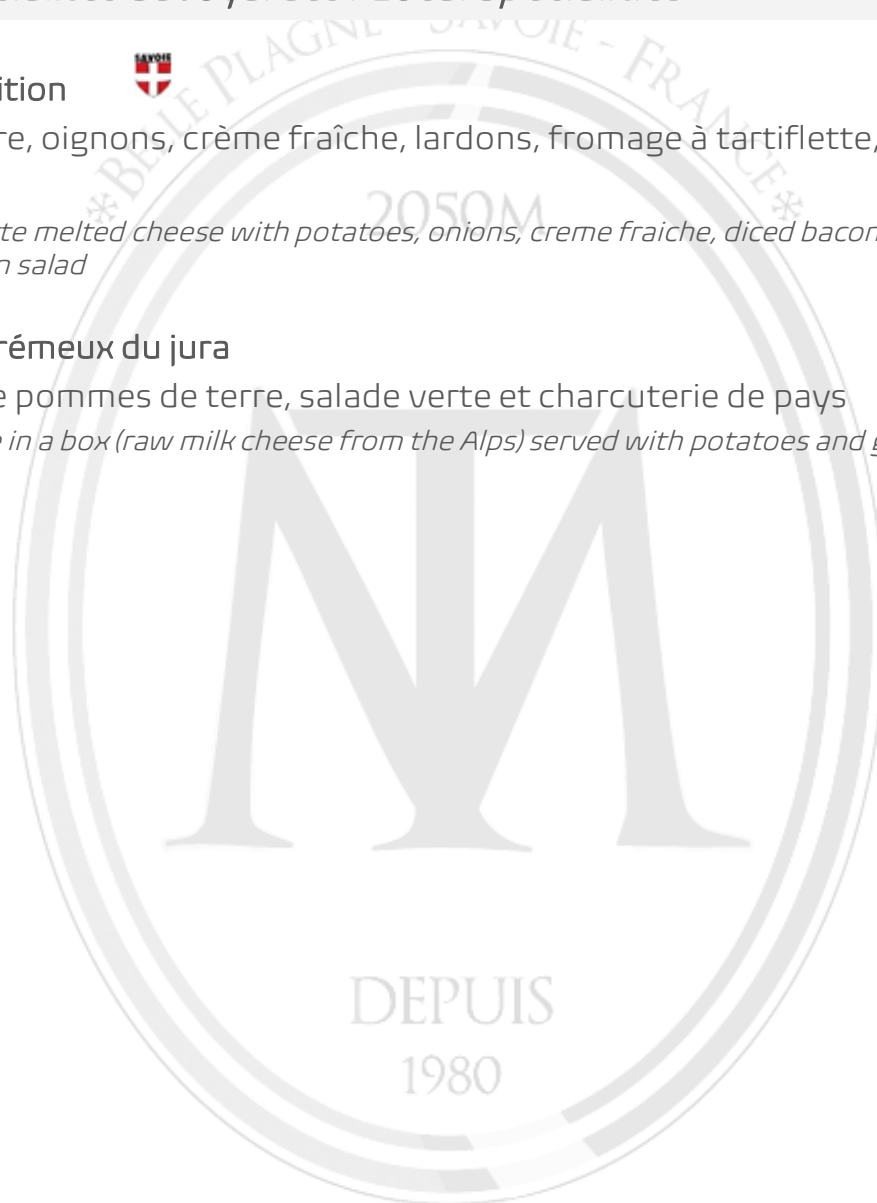 ition
SAVOIE
re, oignons, crème fraîche, lardons, fromage à tartiflette,
te melted cheese with potatoes, onions, creme fraiche, diced bacon
n salad
rémeux du jura
e pommes de terre, salade verte et charcuterie de pays
in a box (raw milk cheese from the Alps) served with potatoes and g
BELLE PLAGNE SAVOIE - FRANCE
2050M
DEPUIS
1980